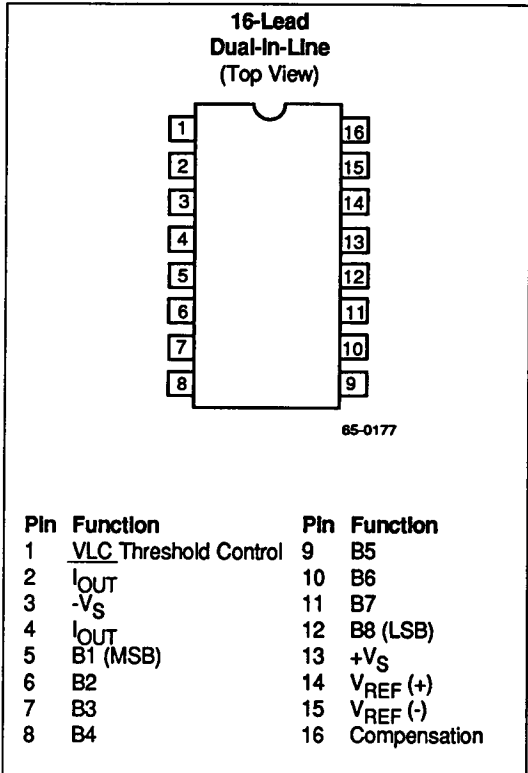 16-Lead
Dual-In-Line
(Top View)
1 16
2 15
3 14
4 13
5 12
6 11
7 10
8 9
65-0177
Pin Function Pin Function
1 VLC Threshold Control 9 B5
2 I̅OUT 10 B6
3 -VS 11 B7
4 IOUT 12 B8 (LSB)
5 B1 (MSB) 13 +VS
6 B2 14 VREF (+)
7 B3 15 VREF (-)
8 B4 16 Compensation